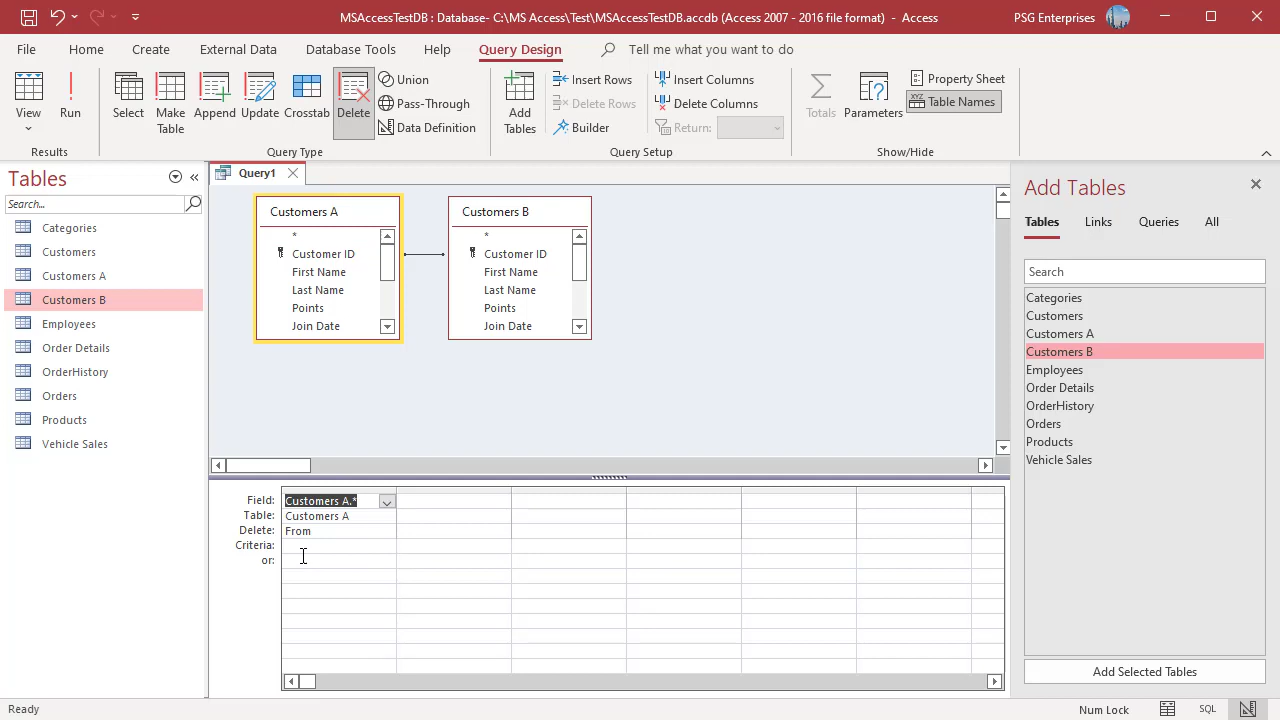 MSAccessTestDB : Database- C:\MS Access\Test\MSAccessTestDB.accdb (Access 2007 - 2016 file format) - Access
PSG Enterprises
File Home Create External Data Database Tools Help Query Design Tell me what you want to do
View
Run
Results
Select
Make Table
Append
Update
Crosstab
Delete
Union
Pass-Through
Data Definition
Query Type
Add Tables
Insert Rows
Delete Rows
Builder
Insert Columns
Delete Columns
Return:
Query Setup
Totals
Parameters
Property Sheet
Table Names
Show/Hide
Tables
Search...
Categories
Customers
Customers A
Customers B
Employees
Order Details
OrderHistory
Orders
Products
Vehicle Sales
Query1
Customers A
*
Customer ID
First Name
Last Name
Points
Join Date
Customers B
*
Customer ID
First Name
Last Name
Points
Join Date
Field: Customers A.*
Table: Customers A
Delete: From
Criteria:
or:
Add Tables
Tables Links Queries All
Search
Categories
Customers
Customers A
Customers B
Employees
Order Details
OrderHistory
Orders
Products
Vehicle Sales
Add Selected Tables
Ready
Num Lock
SQL